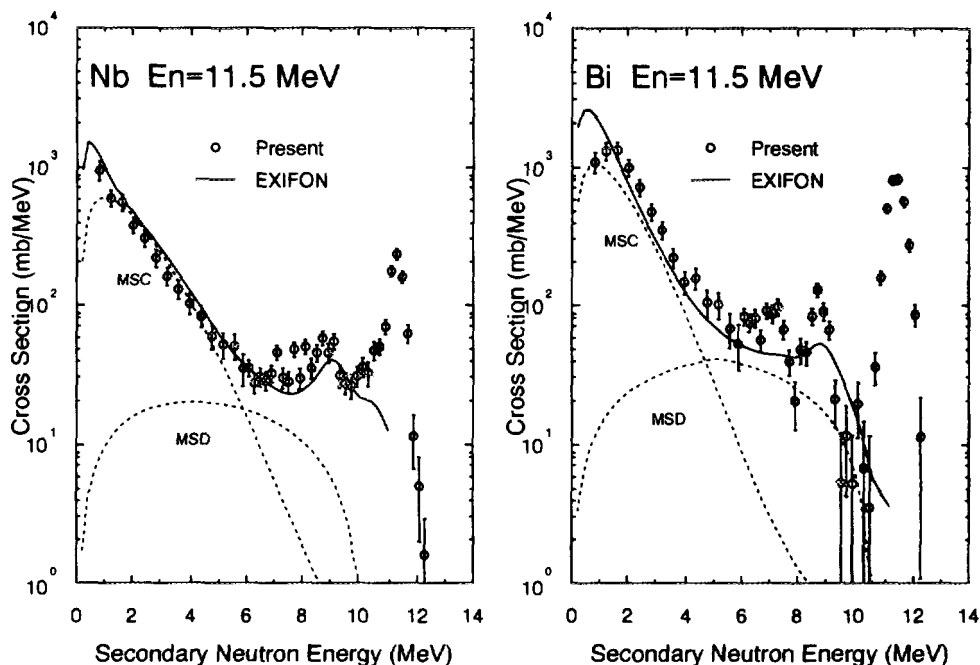 Nb En=11.5 MeV
Present
EXIFON
MSC
MSD
Cross Section (mb/MeV)
10^4
10^3
10^2
10^1
10^0
0 2 4 6 8 10 12 14
Secondary Neutron Energy (MeV)
Bi En=11.5 MeV
Present
EXIFON
MSC
MSD
Cross Section (mb/MeV)
10^4
10^3
10^2
10^1
10^0
0 2 4 6 8 10 12 14
Secondary Neutron Energy (MeV)